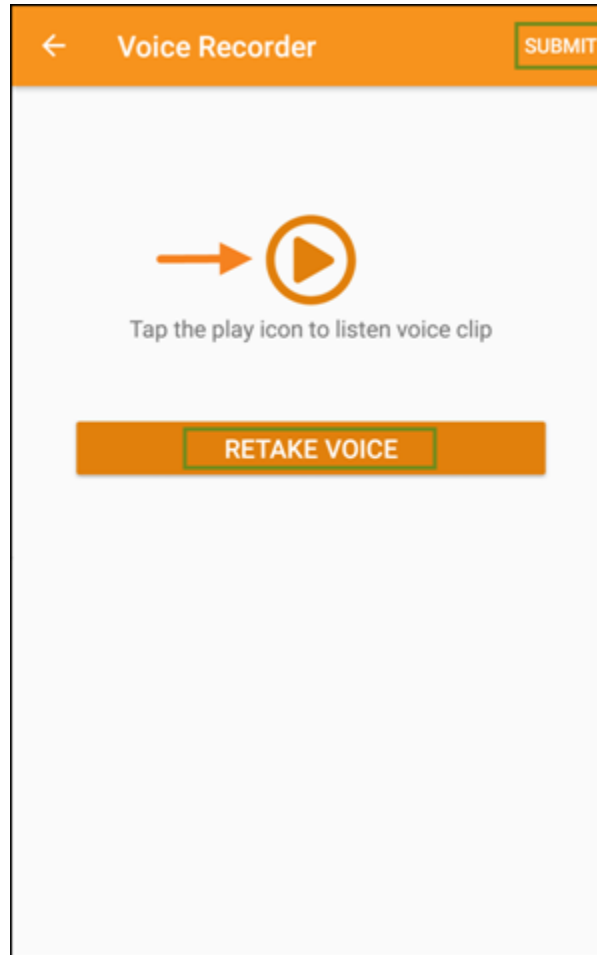 Voice Recorder SUBMIT
Tap the play icon to listen voice clip
RETAKE VOICE